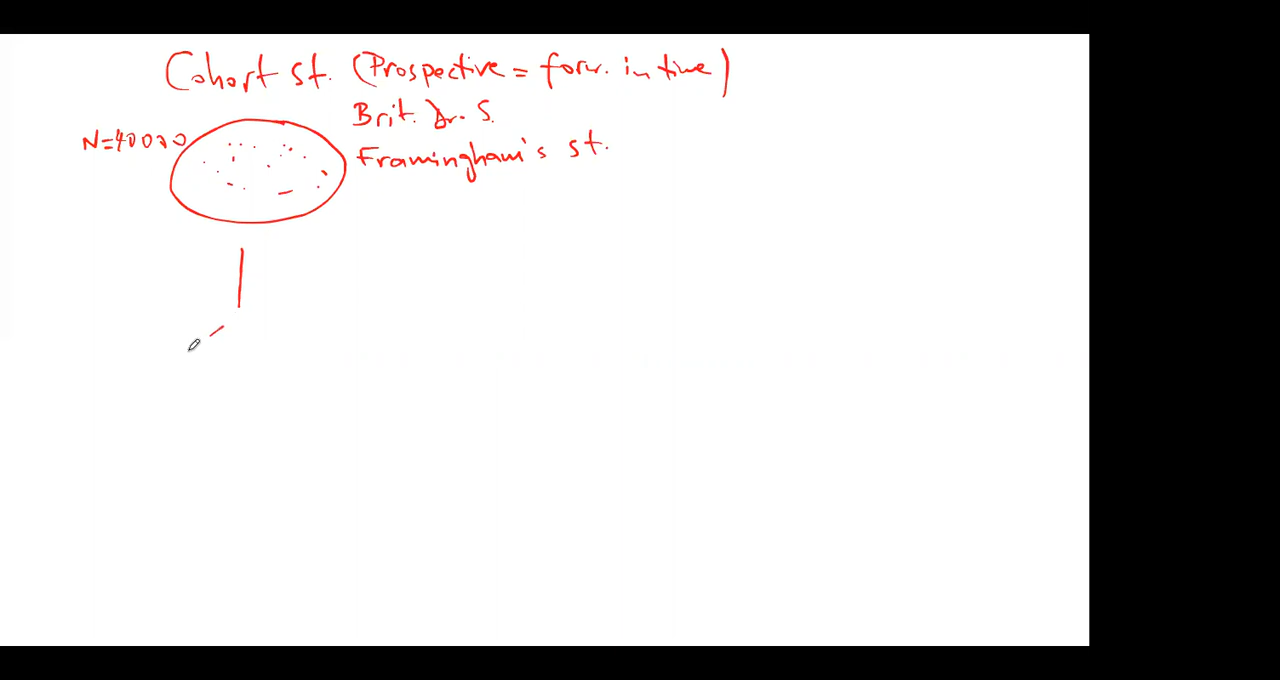 Cohort st. (Prospective = forw. in time)
Brit. Dr. S.
N=40000
Framingham's st.